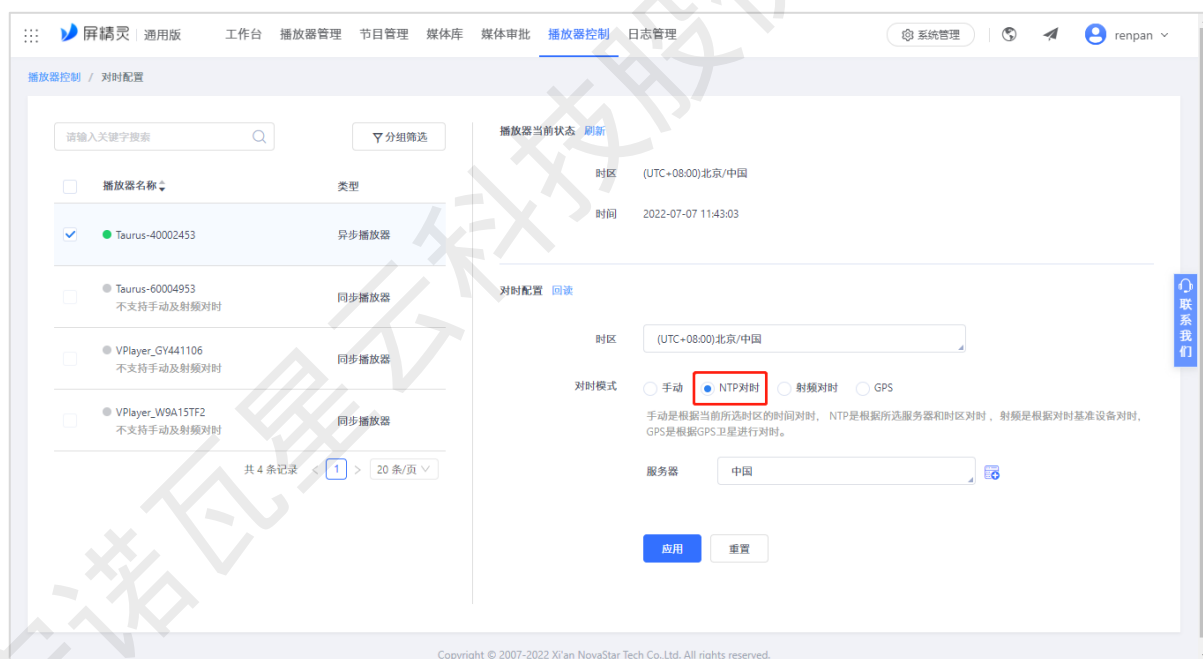 屏精灵 通用版 工作台 播放器管理 节目管理 媒体库 媒体审批 播放器控制 日志管理 系统管理 renpan
播放器控制 / 对时配置
请输入关键字搜索 分组筛选
播放器名称 类型
Taurus-40002453 异步播放器
Taurus-60004953
不支持手动及射频对时
同步播放器
VPlayer_GY441106
不支持手动及射频对时
同步播放器
VPlayer_W9A15TF2
不支持手动及射频对时
同步播放器
共 4 条记录 < 1 > 20 条/页
播放器当前状态 刷新
时区 (UTC+08:00)北京/中国
时间 2022-07-07 11:43:03
对时配置 回读
时区 (UTC+08:00)北京/中国
对时模式 手动 NTP对时 射频对时 GPS
手动是根据当前所选时区的时间对时， NTP是根据所选服务器和时区对时 ，射频是根据对时基准设备对时，
GPS是根据GPS卫星进行对时。
服务器 中国
应用 重置
联系我们
Copyright © 2007-2022 Xi'an NovaStar Tech Co.,Ltd. All rights reserved.
诺瓦星云科技股